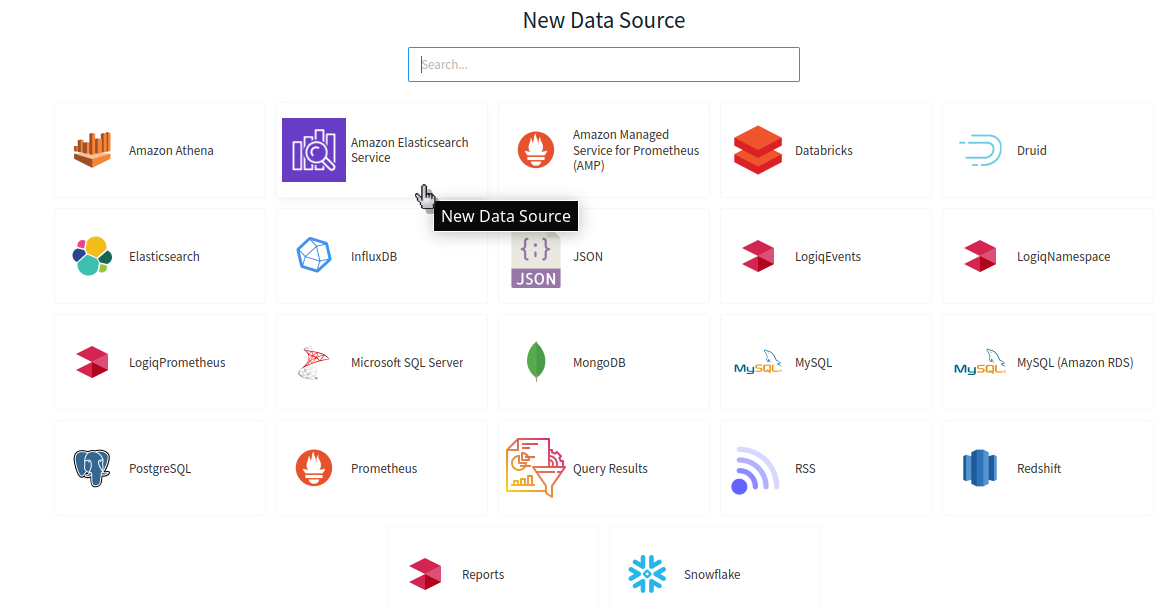 New Data Source
Search...
Amazon Athena
Amazon Elasticsearch
Service
Amazon Managed
Service for Prometheus
(AMP)
Databricks
Druid
New Data Source
Elasticsearch
InfluxDB
{;}
JSON
JSON
LogiqEvents
LogiqNamespace
LogiqPrometheus
Microsoft SQL Server
MongoDB
MySQL
MySQL
MySQL
MySQL (Amazon RDS)
PostgreSQL
Prometheus
Query Results
RSS
Redshift
Reports
Snowflake